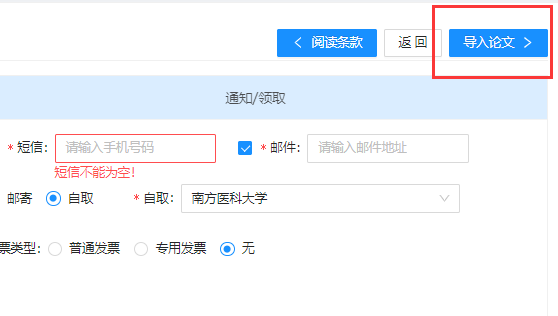 阅读条款 返 回 导入论文
通知/领取
* 短信: 请输入手机号码 * 邮件: 请输入邮件地址
短信不能为空!
邮寄 自取 * 自取: 南方医科大学
票类型: 普通发票 专用发票 无